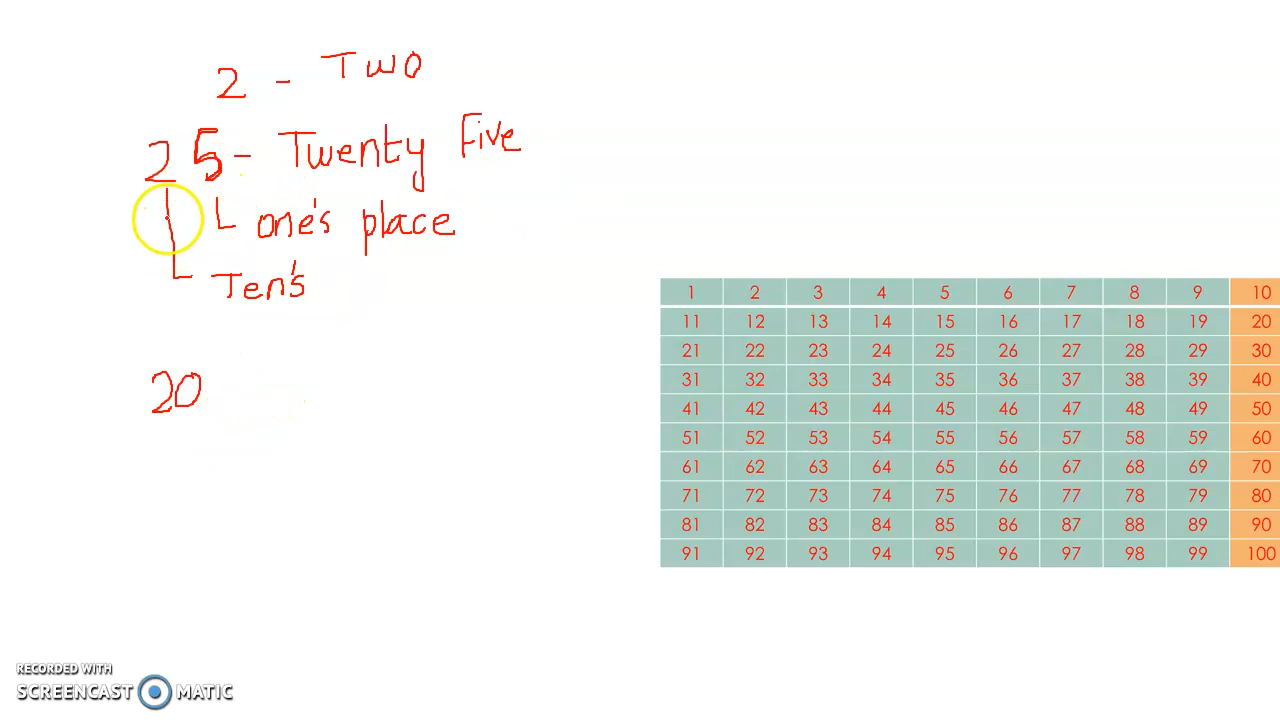 2 - Two
25 - Twenty Five
one's place
Ten's
20
1 2 3 4 5 6 7 8 9 10
11 12 13 14 15 16 17 18 19 20
21 22 23 24 25 26 27 28 29 30
31 32 33 34 35 36 37 38 39 40
41 42 43 44 45 46 47 48 49 50
51 52 53 54 55 56 57 58 59 60
61 62 63 64 65 66 67 68 69 70
71 72 73 74 75 76 77 78 79 80
81 82 83 84 85 86 87 88 89 90
91 92 93 94 95 96 97 98 99 100
RECORDED WITH
SCREENCAST MATIC